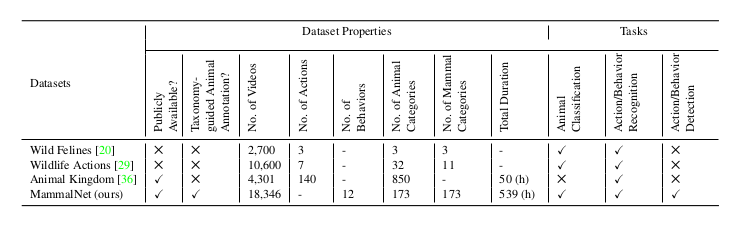 Dataset Properties Tasks
Datasets Publicly Available? Taxonomy-guided Animal Annotation? No. of Videos No. of Actions No. of Behaviors No. of Animal Categories No. of Mammal Categories Total Duration Animal Classification Action/Behavior Recognition Action/Behavior Detection
Wild Felines [20] ✕ ✕ 2,700 3 - 3 3 - ✓ ✓ ✕
Wildlife Actions [29] ✕ ✕ 10,600 7 - 32 11 - ✓ ✓ ✕
Animal Kingdom [36] ✓ ✕ 4,301 140 - 850 - 50 (h) ✕ ✓ ✕
MammalNet (ours) ✓ ✓ 18,346 - 12 173 173 539 (h) ✓ ✓ ✓